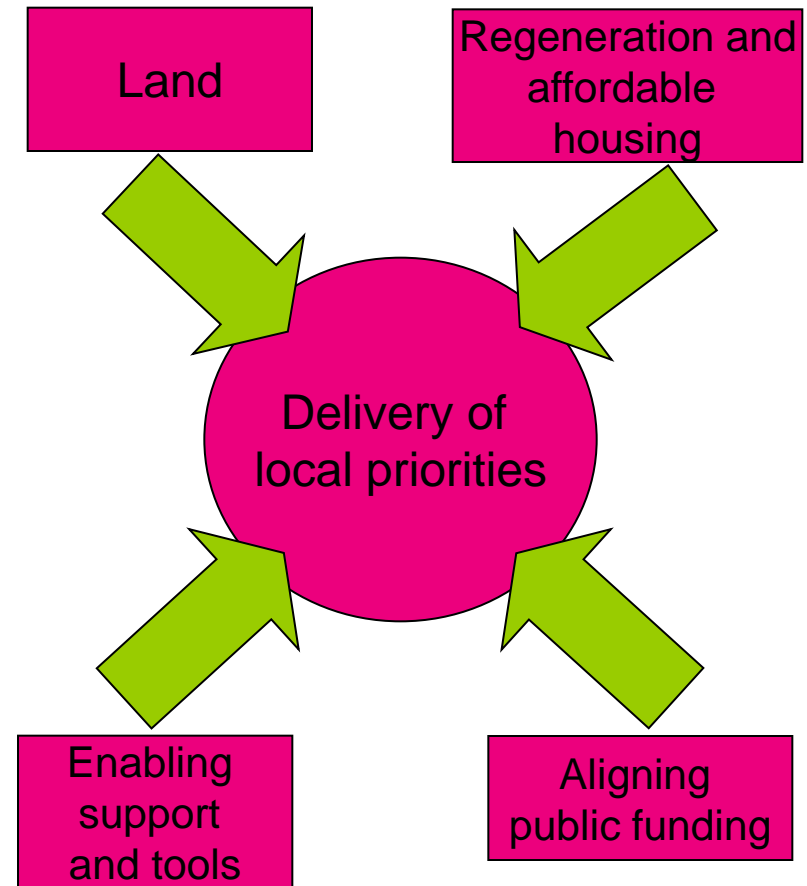 Land
Regeneration and
affordable
housing
Delivery of
local priorities
Enabling
support
and tools
Aligning
public funding